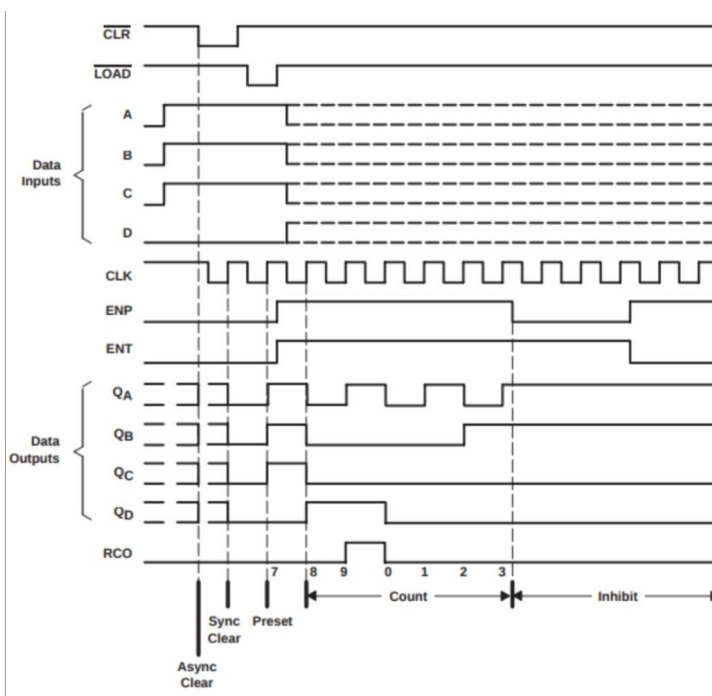 CLR
LOAD
A
B
Data
Inputs
C
D
CLK
ENP
ENT
QA
QB
Data
Outputs
QC
QD
RCO
7 8 9 0 1 2 3
Count Inhibit
Sync Preset
Clear
Async
Clear